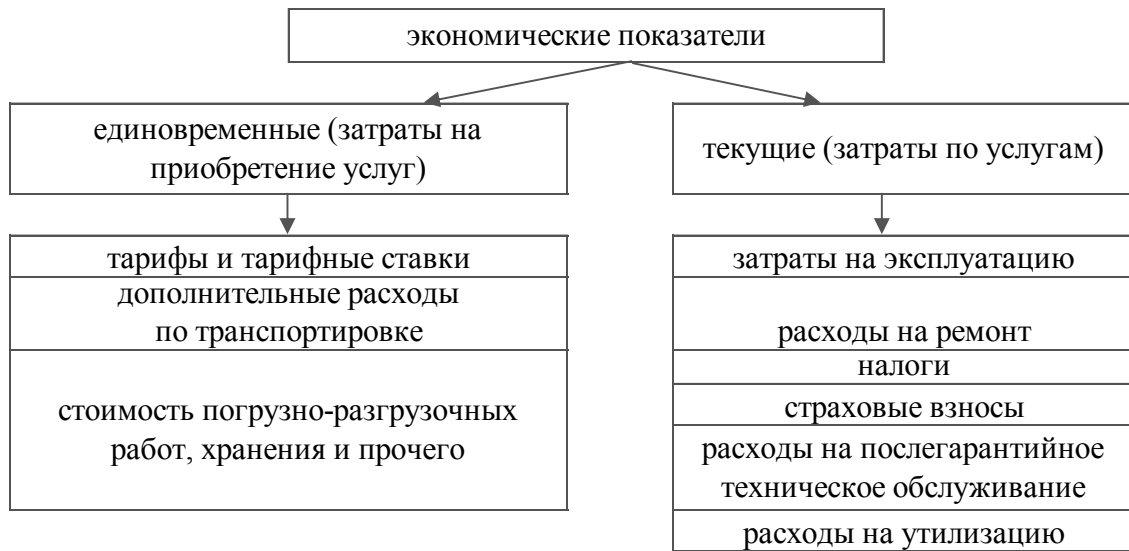 экономические показатели
единовременные (затраты на
приобретение услуг)
тарифы и тарифные ставки
дополнительные расходы
по транспортировке
стоимость погрузно-разгрузочных
работ, хранения и прочего
текущие (затраты по услугам)
затраты на эксплуатацию
расходы на ремонт
налоги
страховые взносы
расходы на послегарантийное
техническое обслуживание
расходы на утилизацию